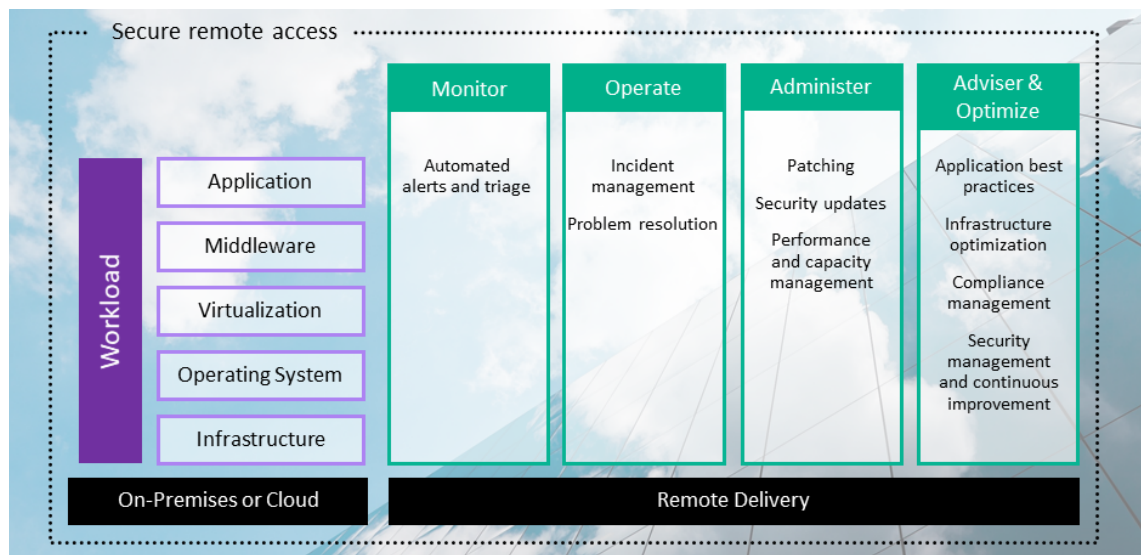 Secure remote access
Monitor
Operate
Administer
Adviser &
Optimize
Workload
Application
Middleware
Virtualization
Operating System
Infrastructure
Automated
alerts and triage
Incident
management
Problem resolution
Patching
Security updates
Performance
and capacity
management
Application best
practices
Infrastructure
optimization
Compliance
management
Security
management
and continuous
improvement
On-Premises or Cloud
Remote Delivery